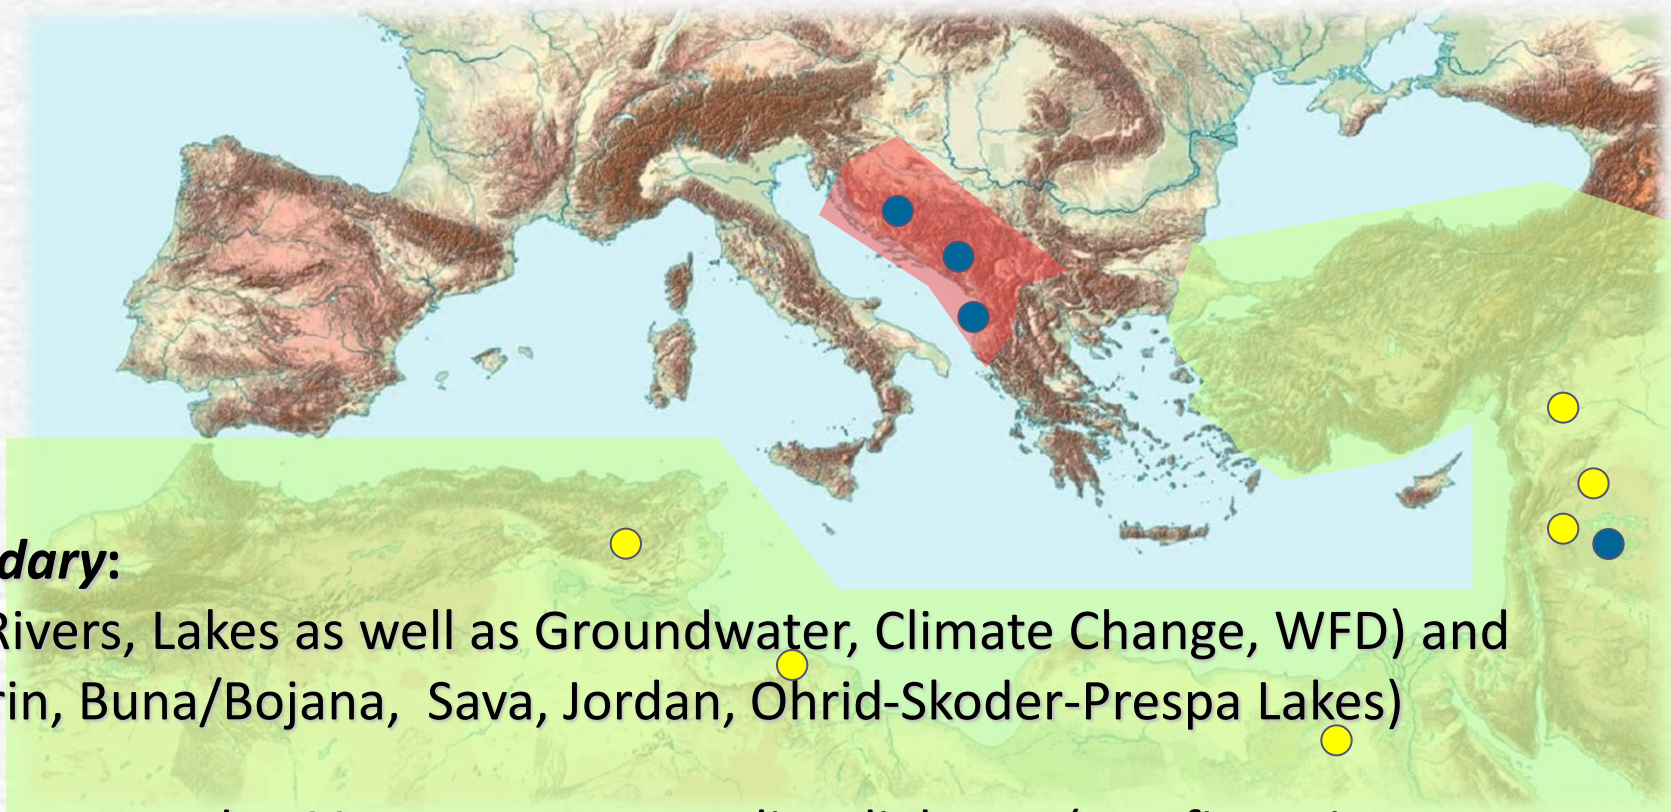 dary:
Rivers, Lakes as well as Groundwater, Climate Change, WFD) and
rin, Buna/Bojana, Sava, Jordan, Ohrid-Skoder-Prespa Lakes)